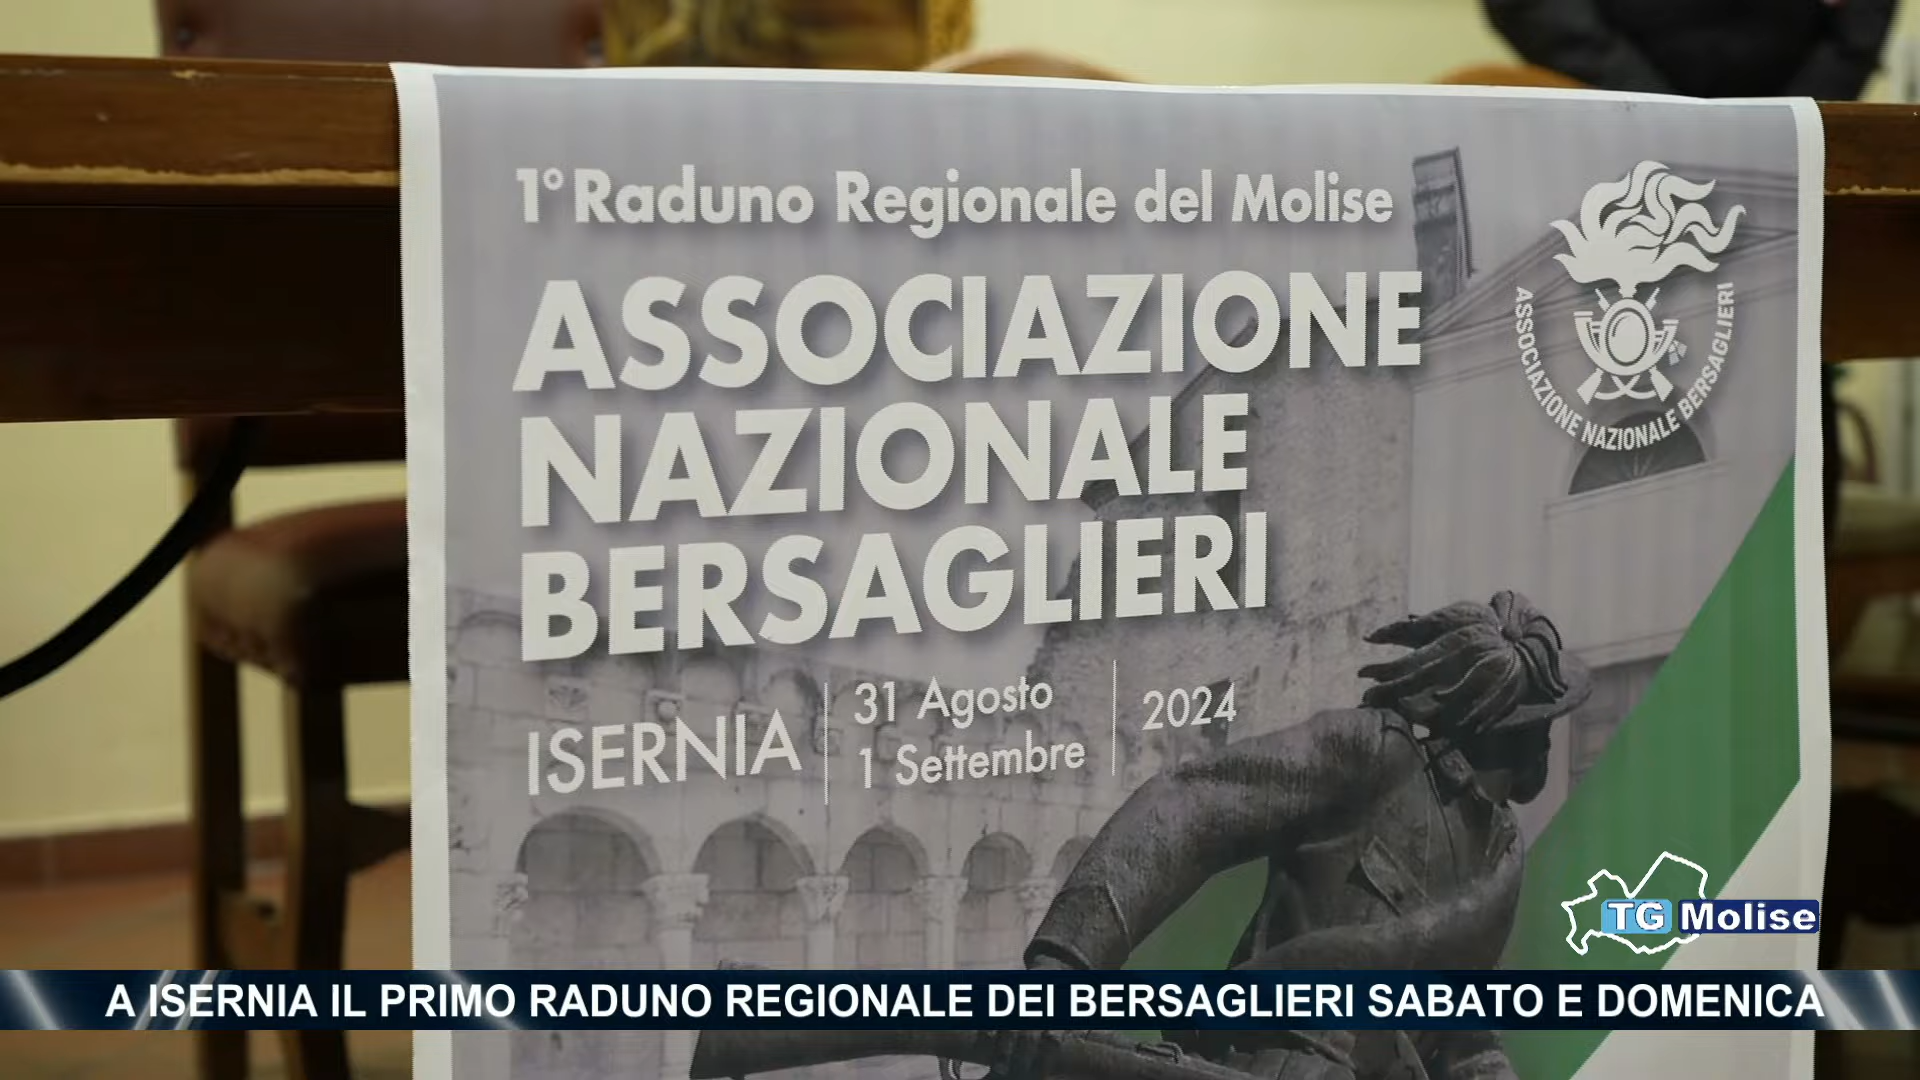 1° Raduno Regionale del Molise
ASSOCIAZIONE
NAZIONALE
BERSAGLIERI
ASSOCIAZIONE NAZIONALE BERSAGLIERI
ISERNIA
31 Agosto
1 Settembre
2024
TG Molise
A ISERNIA IL PRIMO RADUNO REGIONALE DEI BERSAGLIERI SABATO E DOMENICA